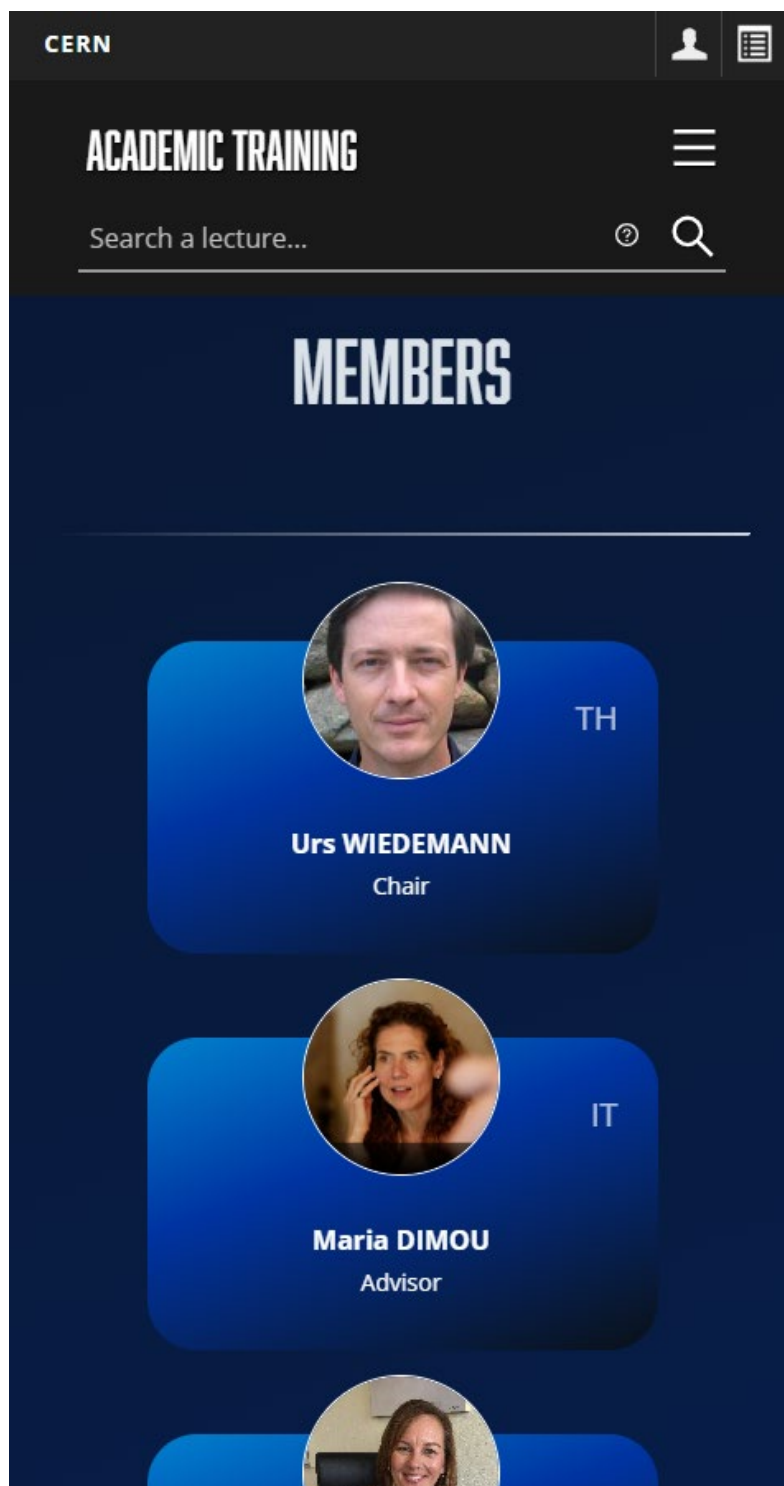 CERN
ACADEMIC TRAINING
Search a lecture...
MEMBERS
TH
Urs WIEDEMANN
Chair
IT
Maria DIMOU
Advisor